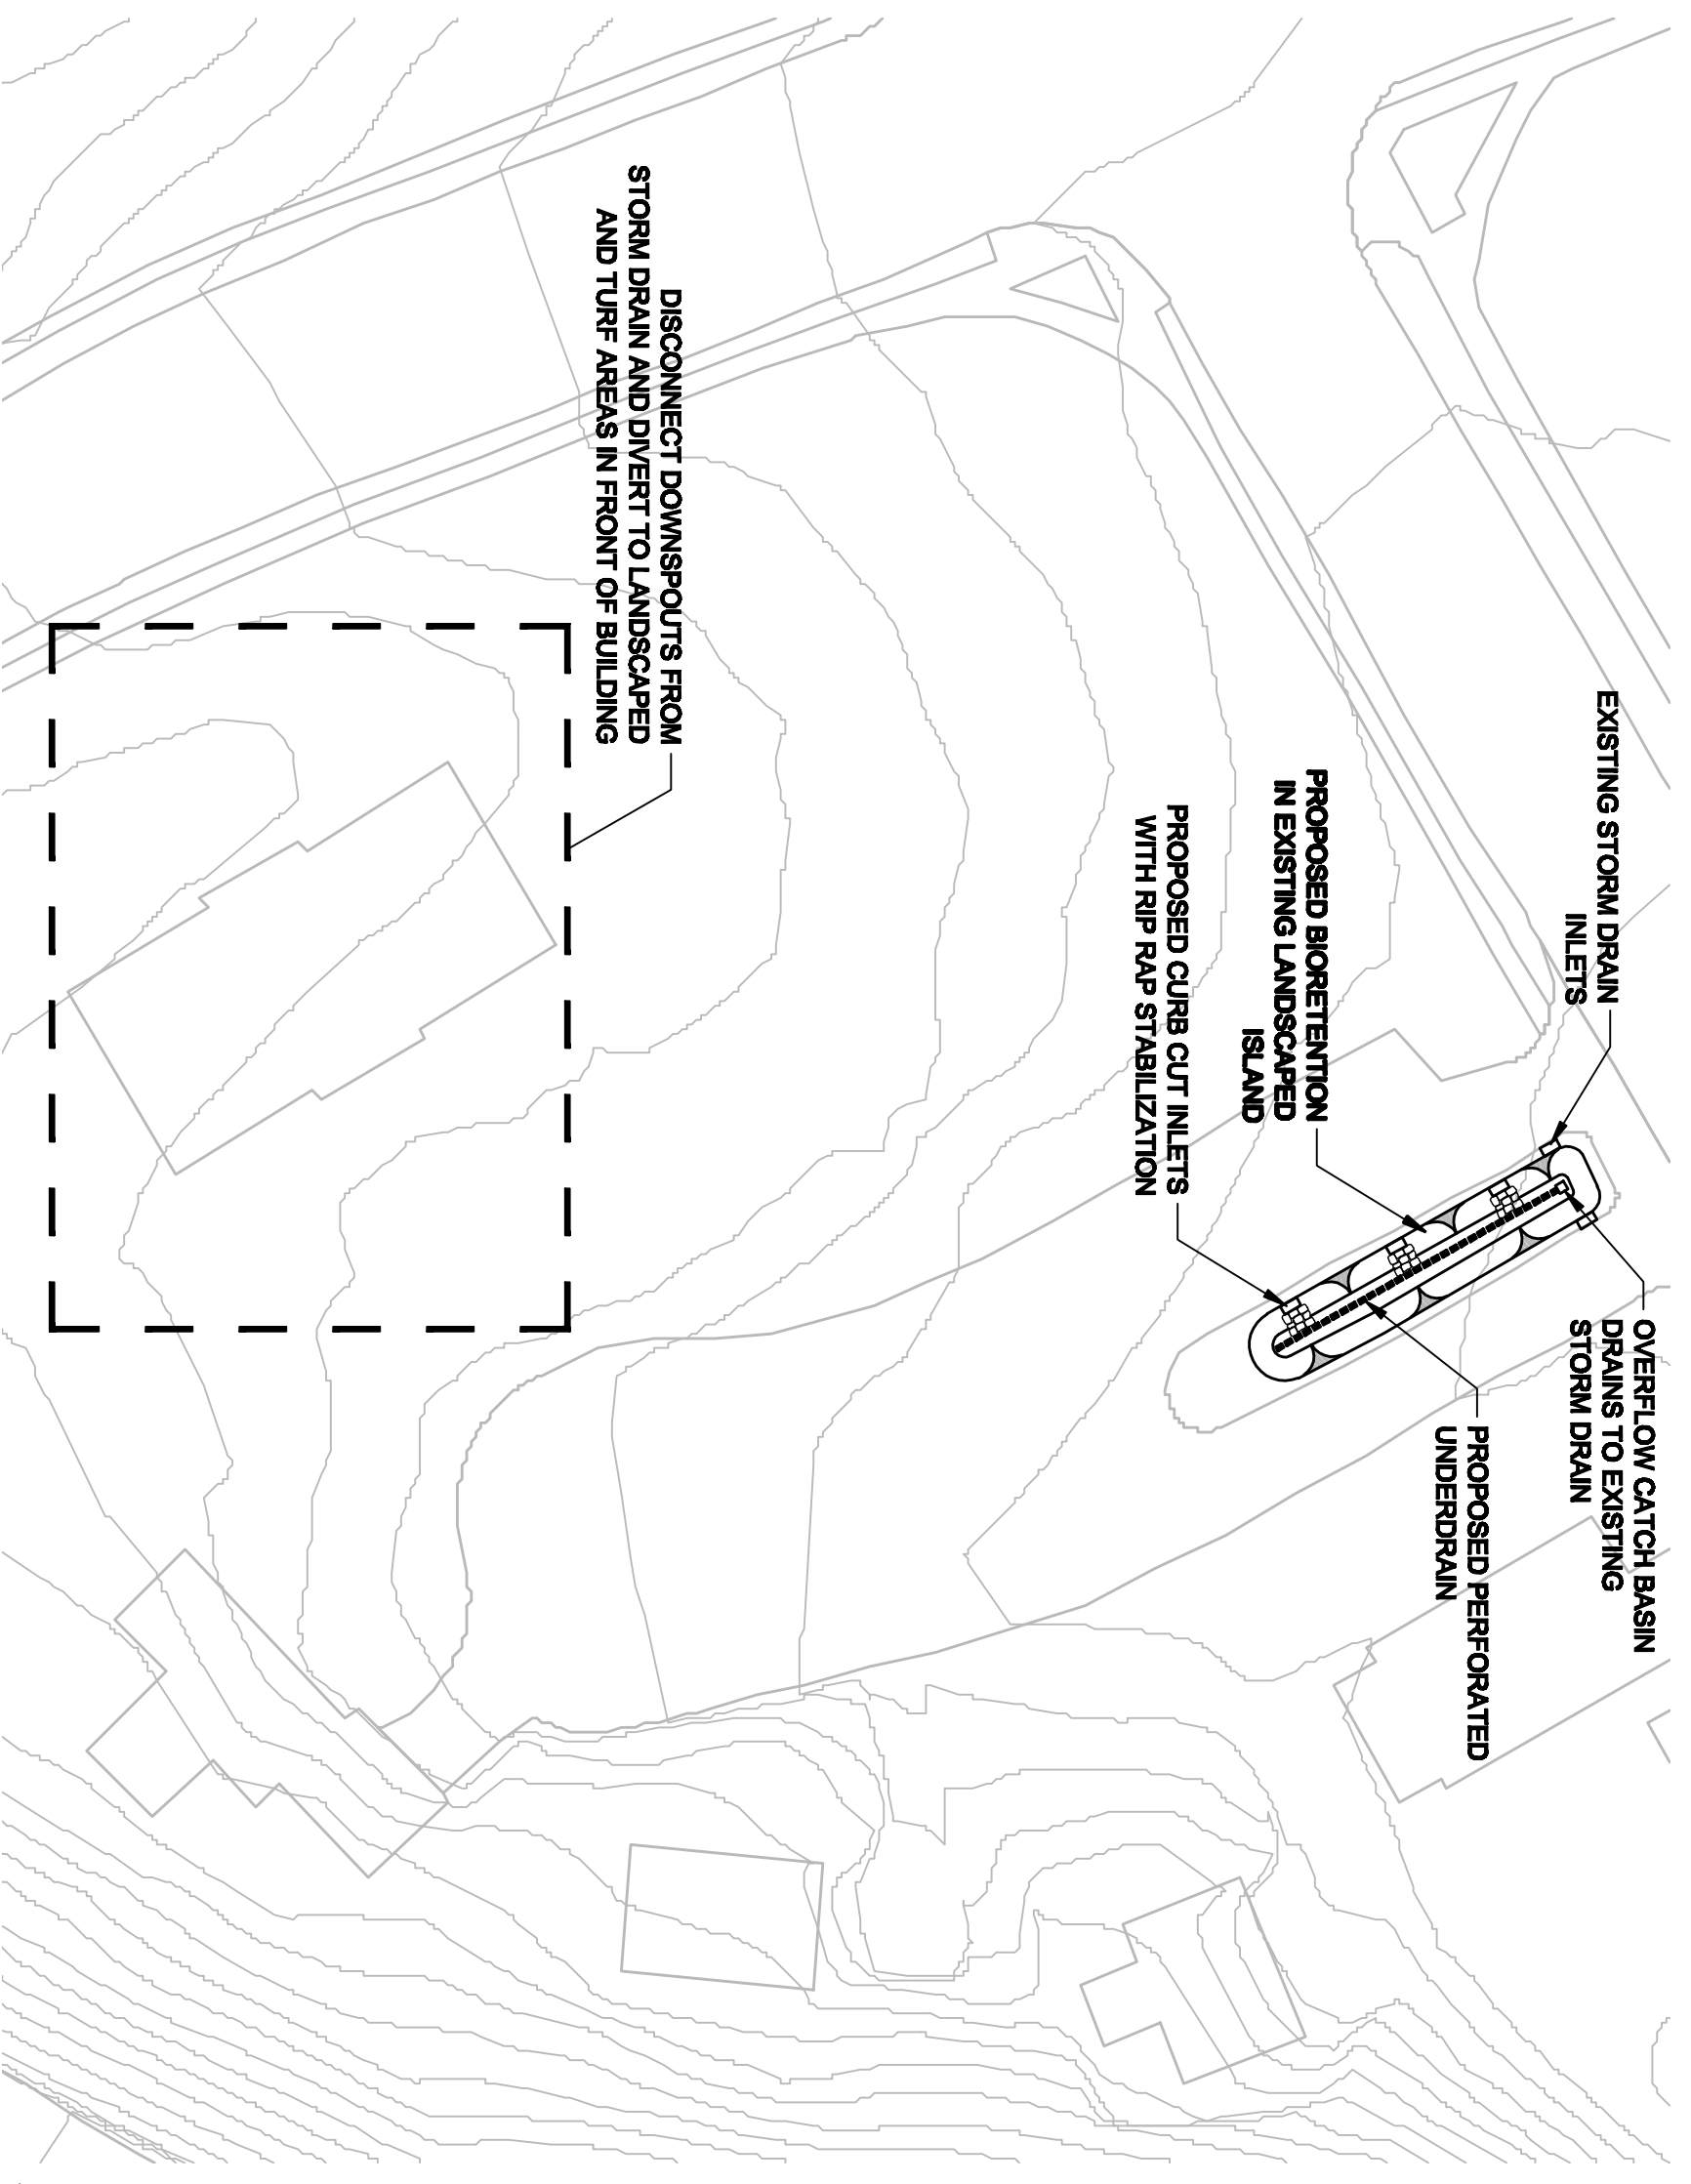 EXISTING STORM DRAIN
INLETS
OVERFLOW CATCH BASIN
DRAINS TO EXISTING
STORM DRAIN
PROPOSED PERFORATED
UNDERDRAIN
PROPOSED BIORETENTION
IN EXISTING LANDSCAPED
ISLAND
PROPOSED CURB CUT INLETS
WITH RIP RAP STABILIZATION
DISCONNECT DOWNSPOUTS FROM
STORM DRAIN AND DIVERT TO LANDSCAPED
AND TURF AREAS IN FRONT OF BUILDING